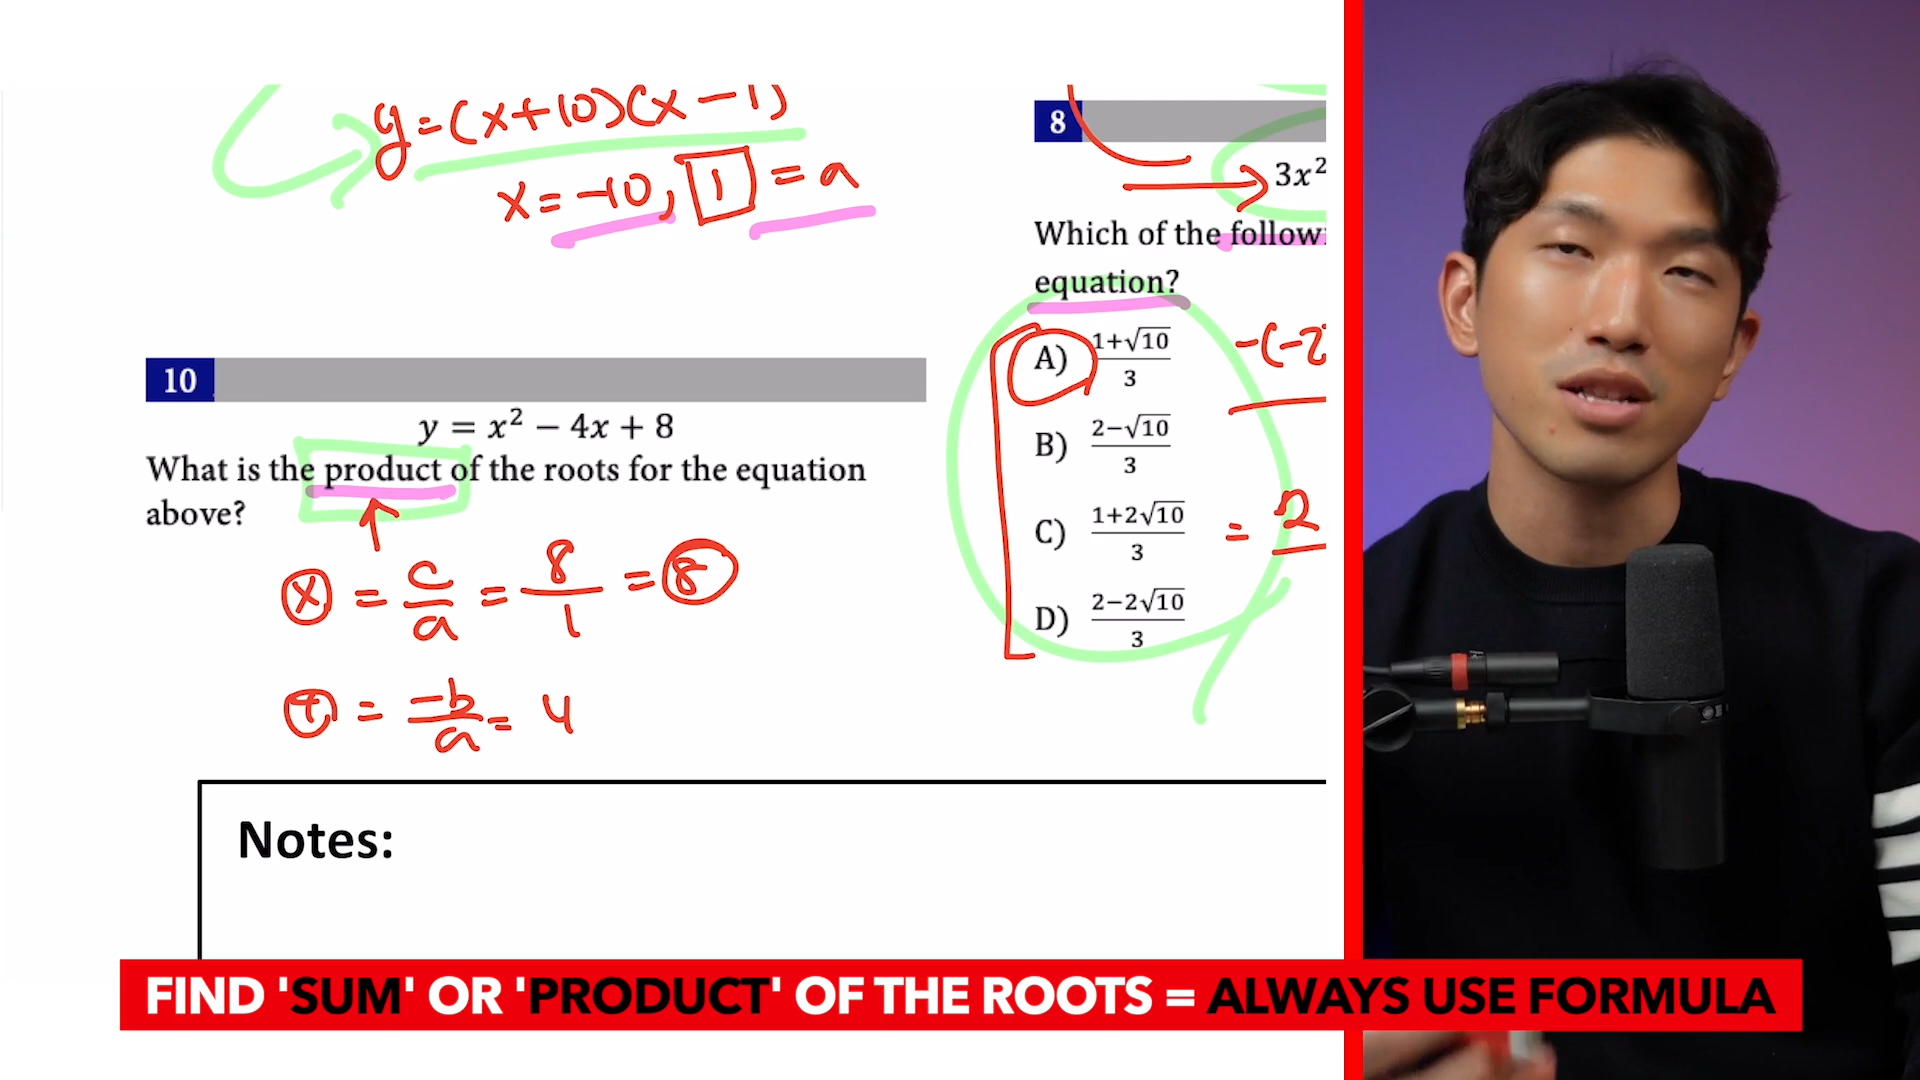 y=(x+10)(x-1)
x=-10, 1 = a
10
y = x² − 4x + 8
What is the product of the roots for the equation
above?
x = c/a = 8/1 = 8
+ = -b/a = 4
8
3x²
Which of the follow
equation?
A) (1+√10)/3
B) (2−√10)/3
C) (1+2√10)/3
D) (2−2√10)/3
-(-2
= 2
Notes:
FIND 'SUM' OR 'PRODUCT' OF THE ROOTS = ALWAYS USE FORMULA